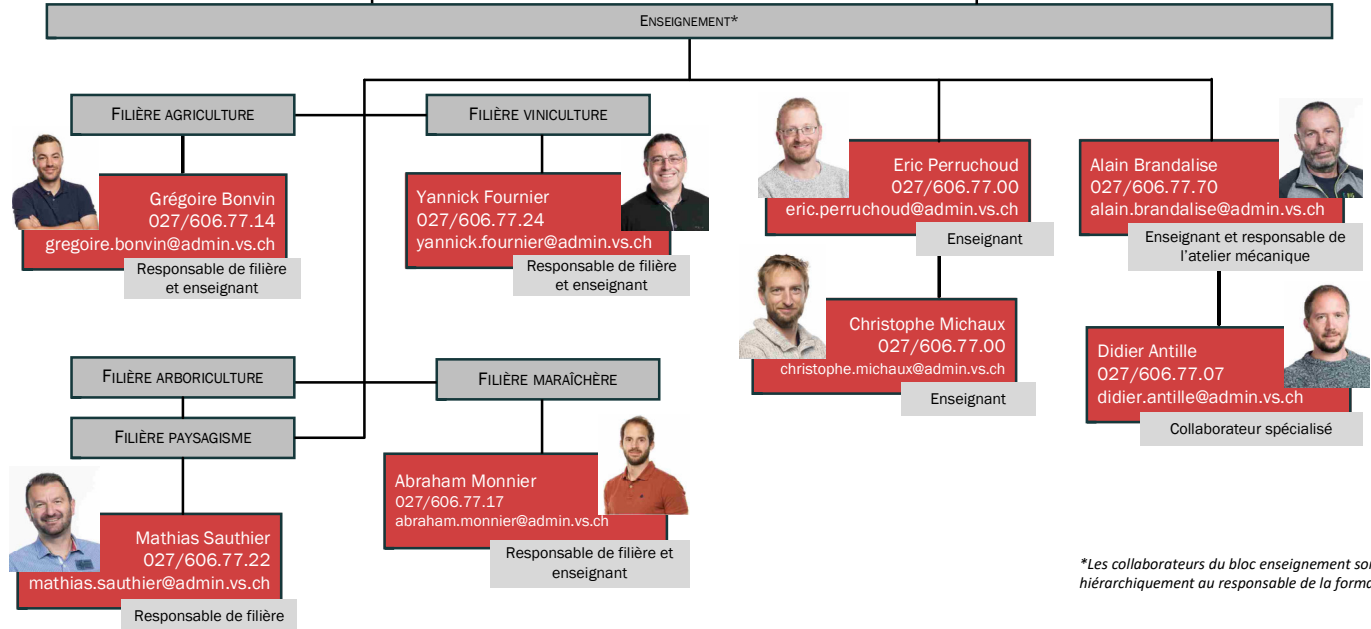 ENSEIGNEMENT*
FILIÈRE AGRICULTURE
Grégoire Bonvin
027/606.77.14
gregoire.bonvin@admin.vs.ch
Responsable de filière
et enseignant
FILIÈRE VINICULTURE
Yannick Fournier
027/606.77.24
yannick.fournier@admin.vs.ch
Responsable de filière
et enseignant
Eric Perruchoud
027/606.77.00
eric.perruchoud@admin.vs.ch
Enseignant
Christophe Michaux
027/606.77.00
christophe.michaux@admin.vs.ch
Enseignant
Alain Brandalise
027/606.77.70
alain.brandalise@admin.vs.ch
Enseignant et responsable de
l'atelier mécanique
Didier Antille
027/606.77.07
didier.antille@admin.vs.ch
Collaborateur spécialisé
FILIÈRE ARBORICULTURE
FILIÈRE PAYSAGISME
Mathias Sauthier
027/606.77.22
mathias.sauthier@admin.vs.ch
Responsable de filière
FILIÈRE MARAÎCHÈRE
Abraham Monnier
027/606.77.17
abraham.monnier@admin.vs.ch
Responsable de filière et
enseignant
*Les collaborateurs du bloc enseignement
hiérarchiquement au responsable de la